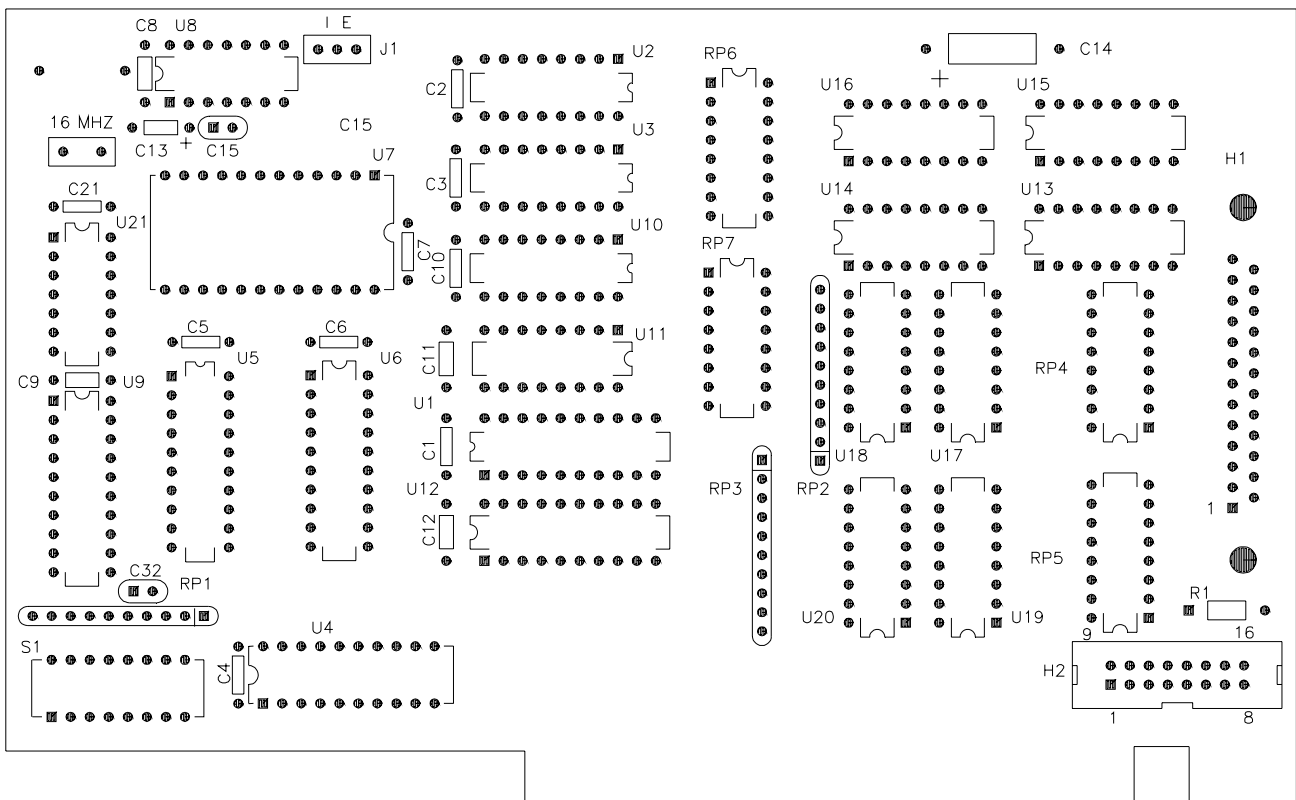 I E
C8 U8
J1
U2
RP6
C14
+
U16 U15
C2
16 MHZ
C13
+
C15
C15
U3
U7
C3
H1
C21
U21
U14 U13
U10
C7
C10
RP7
C5
C6
U5
U6
C11
U11
RP4
C9 U9
U1
C1
U18 U17
RP3
RP2
U12
C12
1
RP5
C32
RP1
R1
U20
U19
U4
S1
C4
9 16
H2
1 8